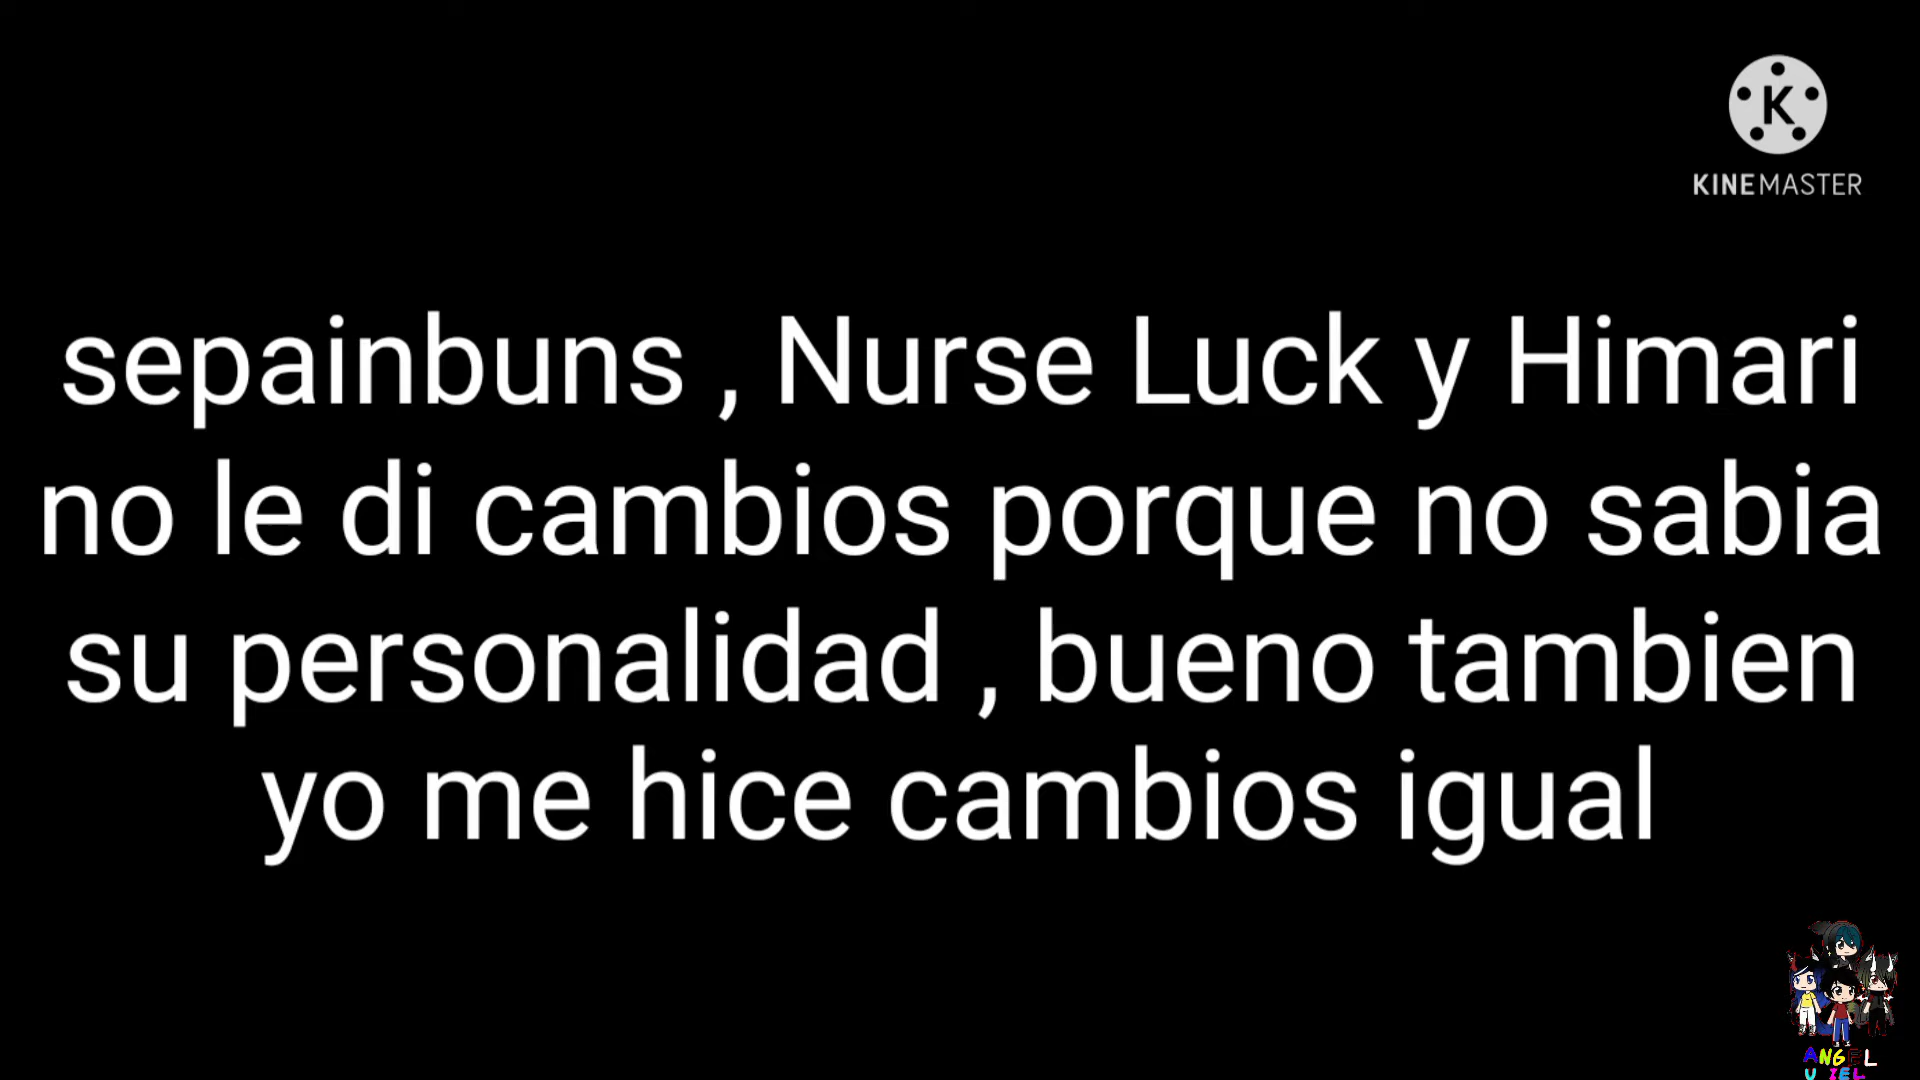 K
KINEMASTER
sepainbuns , Nurse Luck y Himari
no le di cambios porque no sabia
su personalidad , bueno tambien
yo me hice cambios igual
ANGEL